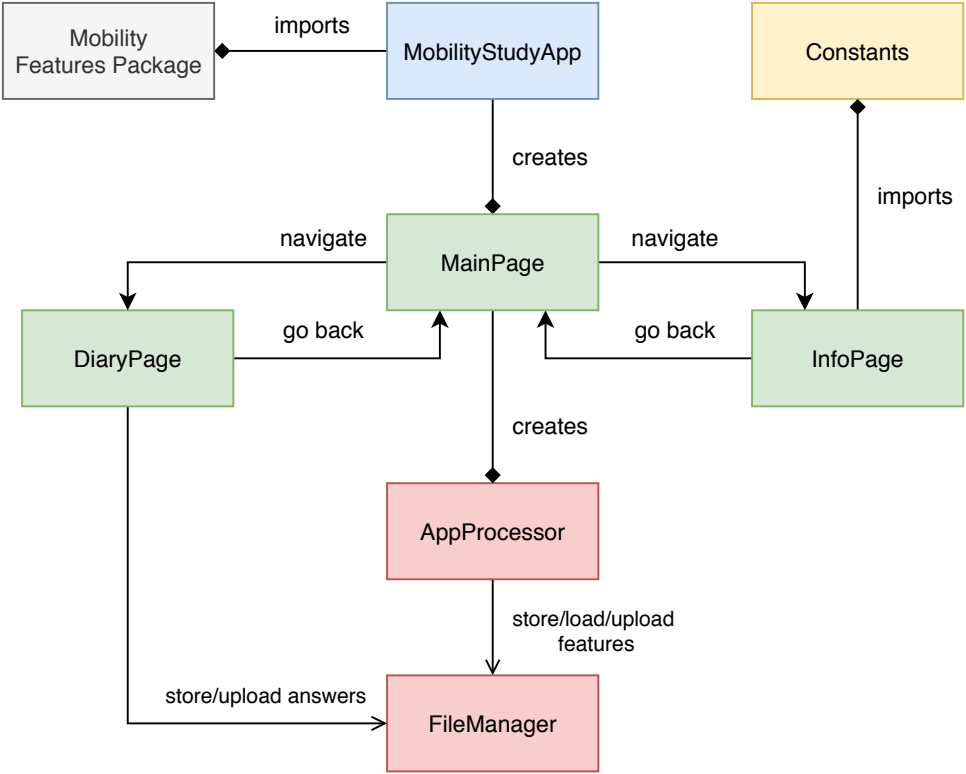 Mobility
Features Package
imports
MobilityStudyApp
Constants
creates
imports
navigate
MainPage
navigate
DiaryPage
go back
go back
InfoPage
creates
AppProcessor
store/load/upload
features
store/upload answers
FileManager